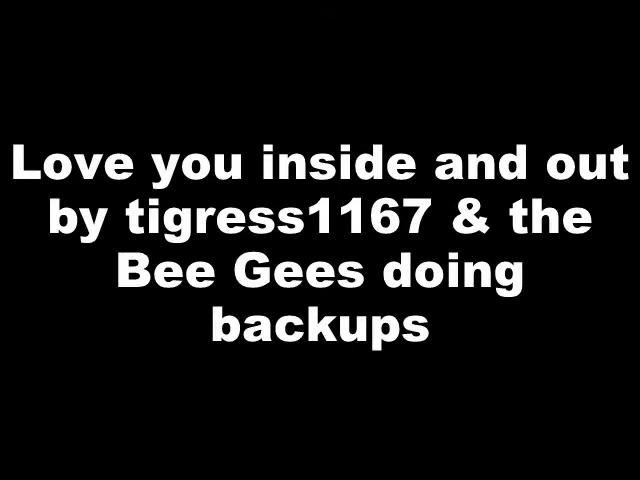 Love you inside and out
by tigress1167 & the
Bee Gees doing
backups